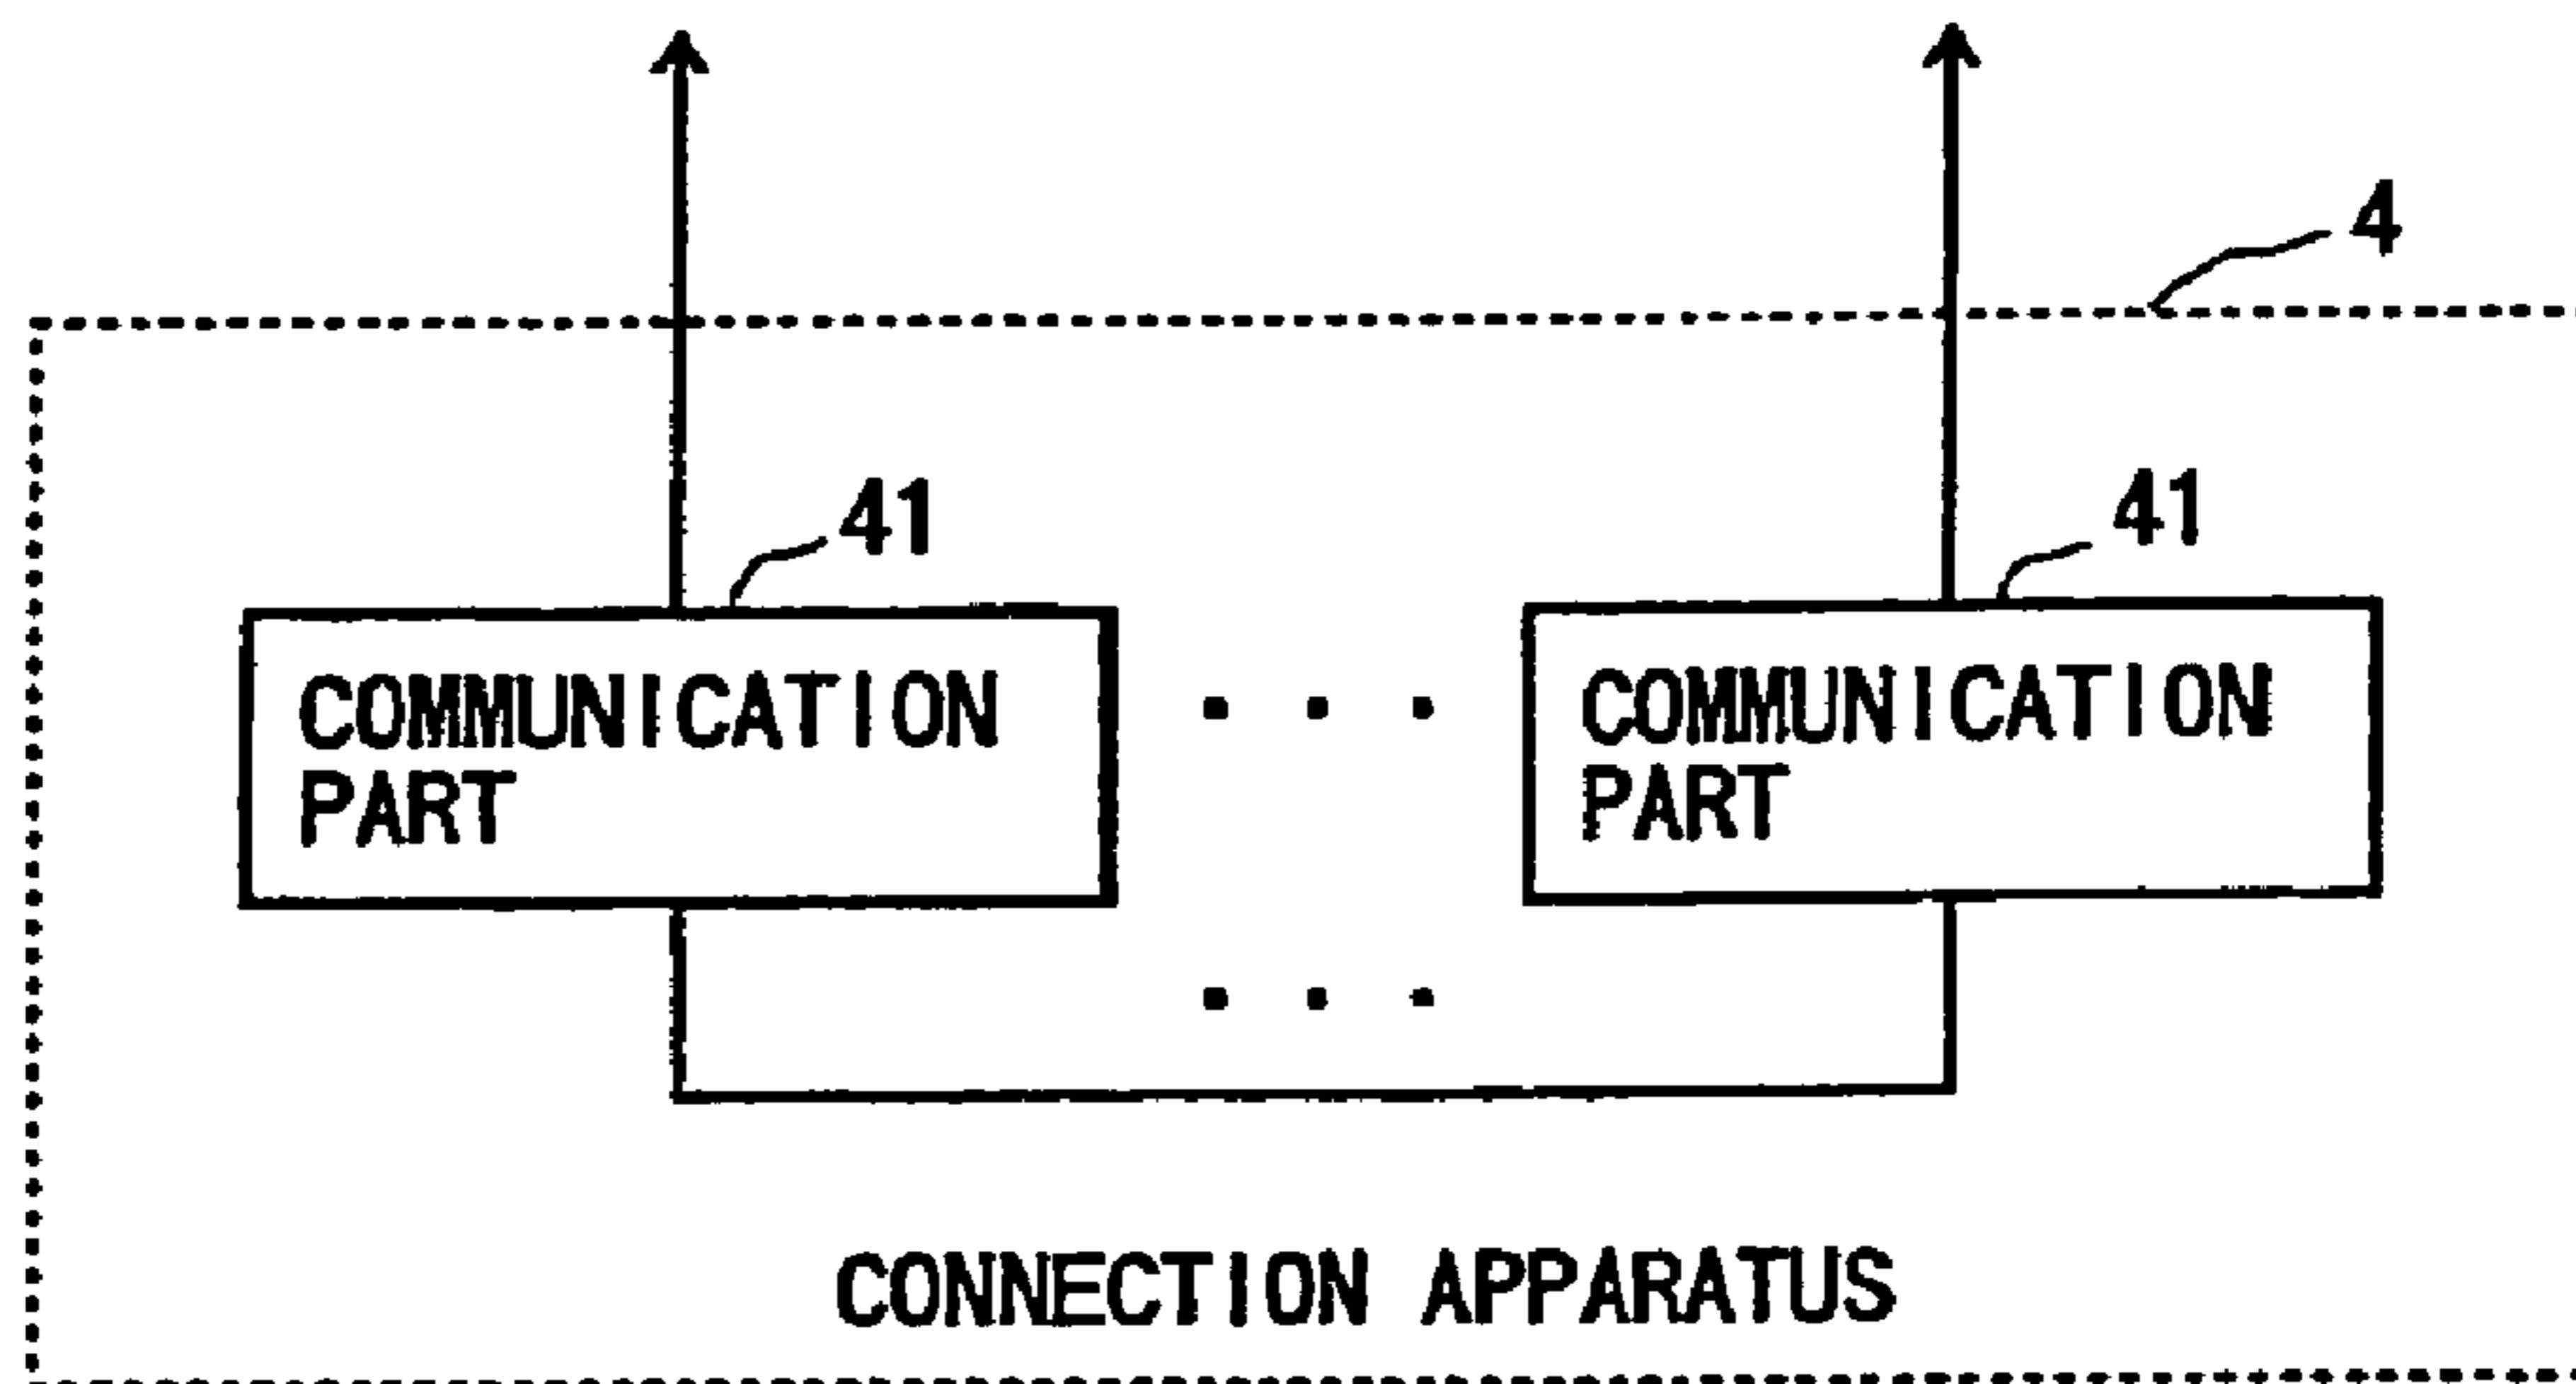 4
41
41
COMMUNICATION
PART
. . .
COMMUNICATION
PART
. . .
CONNECTION APPARATUS